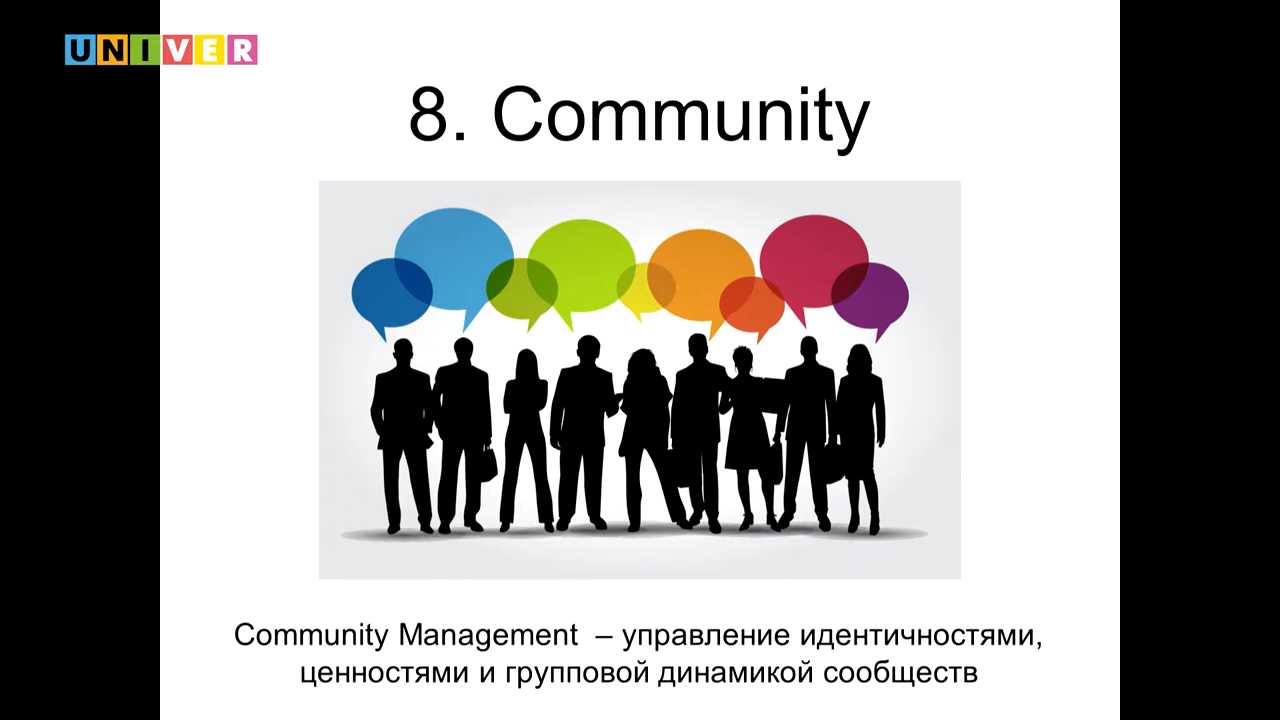 UNIVER
8. Community
Community Management – управление идентичностями,
ценностями и групповой динамикой сообществ